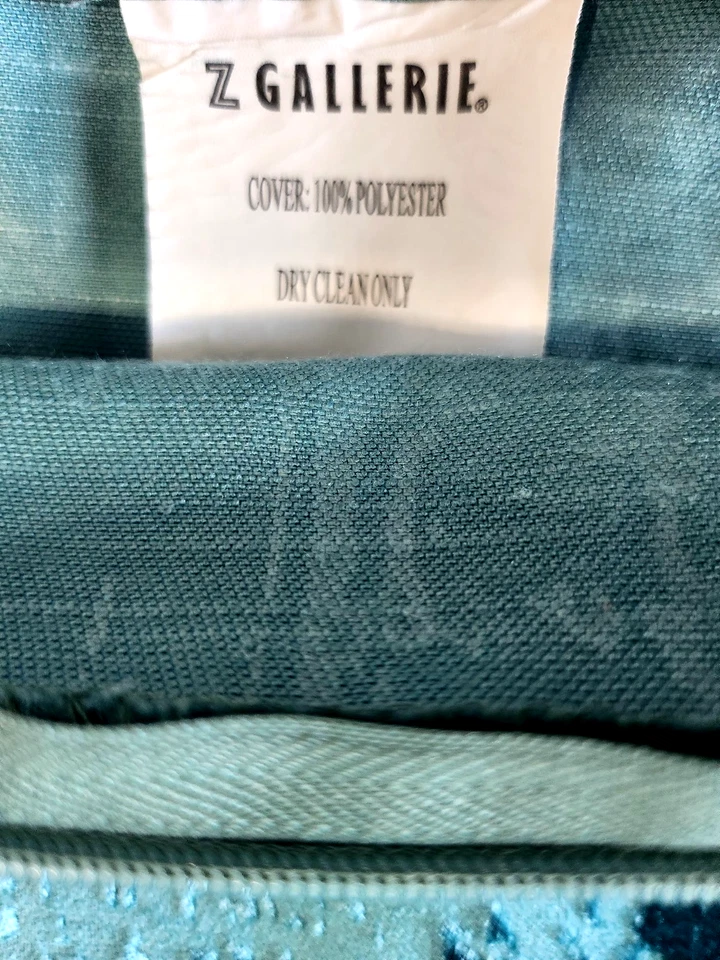 Z GALLERIE®
COVER: 100% POLYESTER
DRY CLEAN ONLY